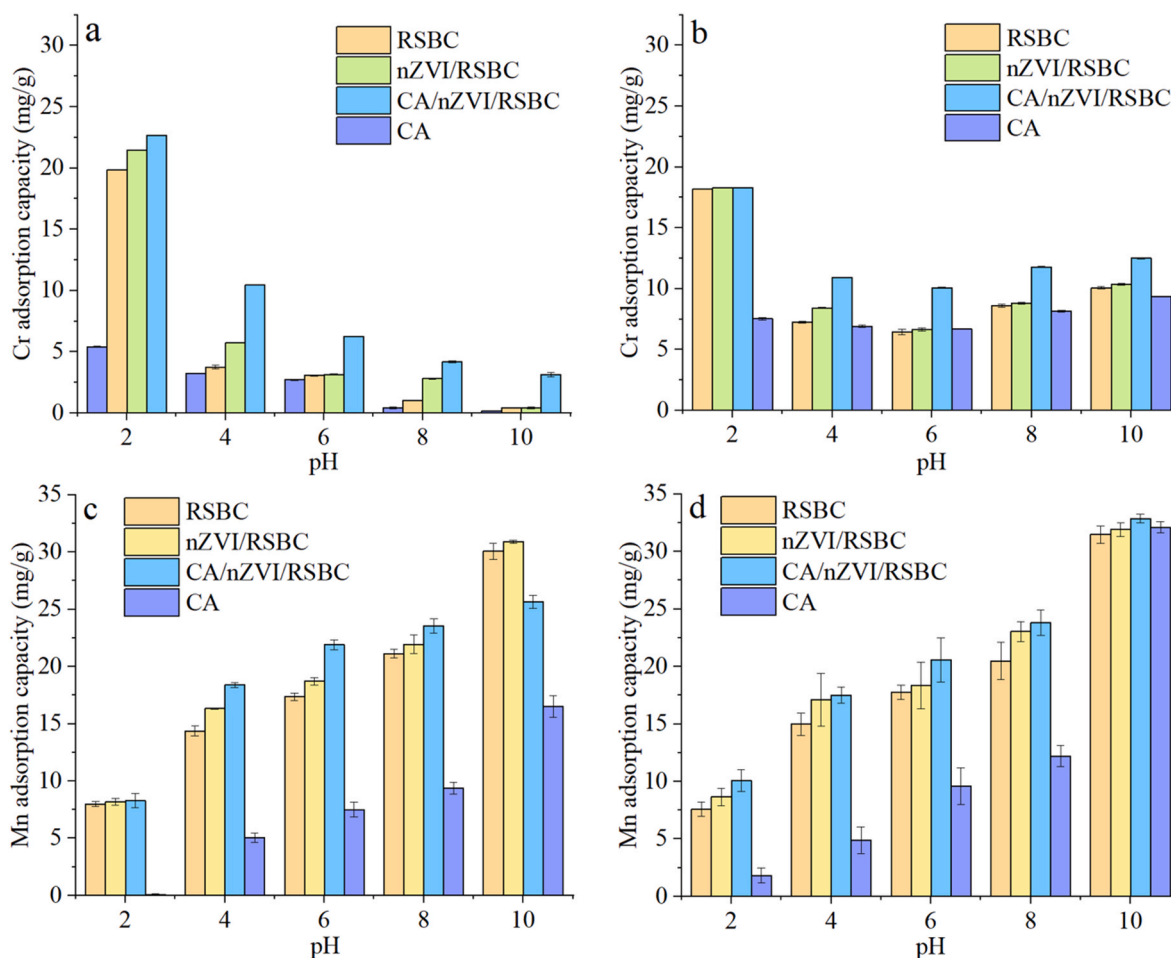 a
RSBC
nZVI/RSBC
CA/nZVI/RSBC
CA
Cr adsorption capacity (mg/g)
30
25
20
15
10
5
0
2 4 6 8 10
pH
b
RSBC
nZVI/RSBC
CA/nZVI/RSBC
CA
Cr adsorption capacity (mg/g)
30
25
20
15
10
5
0
2 4 6 8 10
pH
c
RSBC
nZVI/RSBC
CA/nZVI/RSBC
CA
Mn adsorption capacity (mg/g)
35
30
25
20
15
10
5
0
2 4 6 8 10
pH
d
RSBC
nZVI/RSBC
CA/nZVI/RSBC
CA
Mn adsorption capacity (mg/g)
35
30
25
20
15
10
5
0
2 4 6 8 10
pH